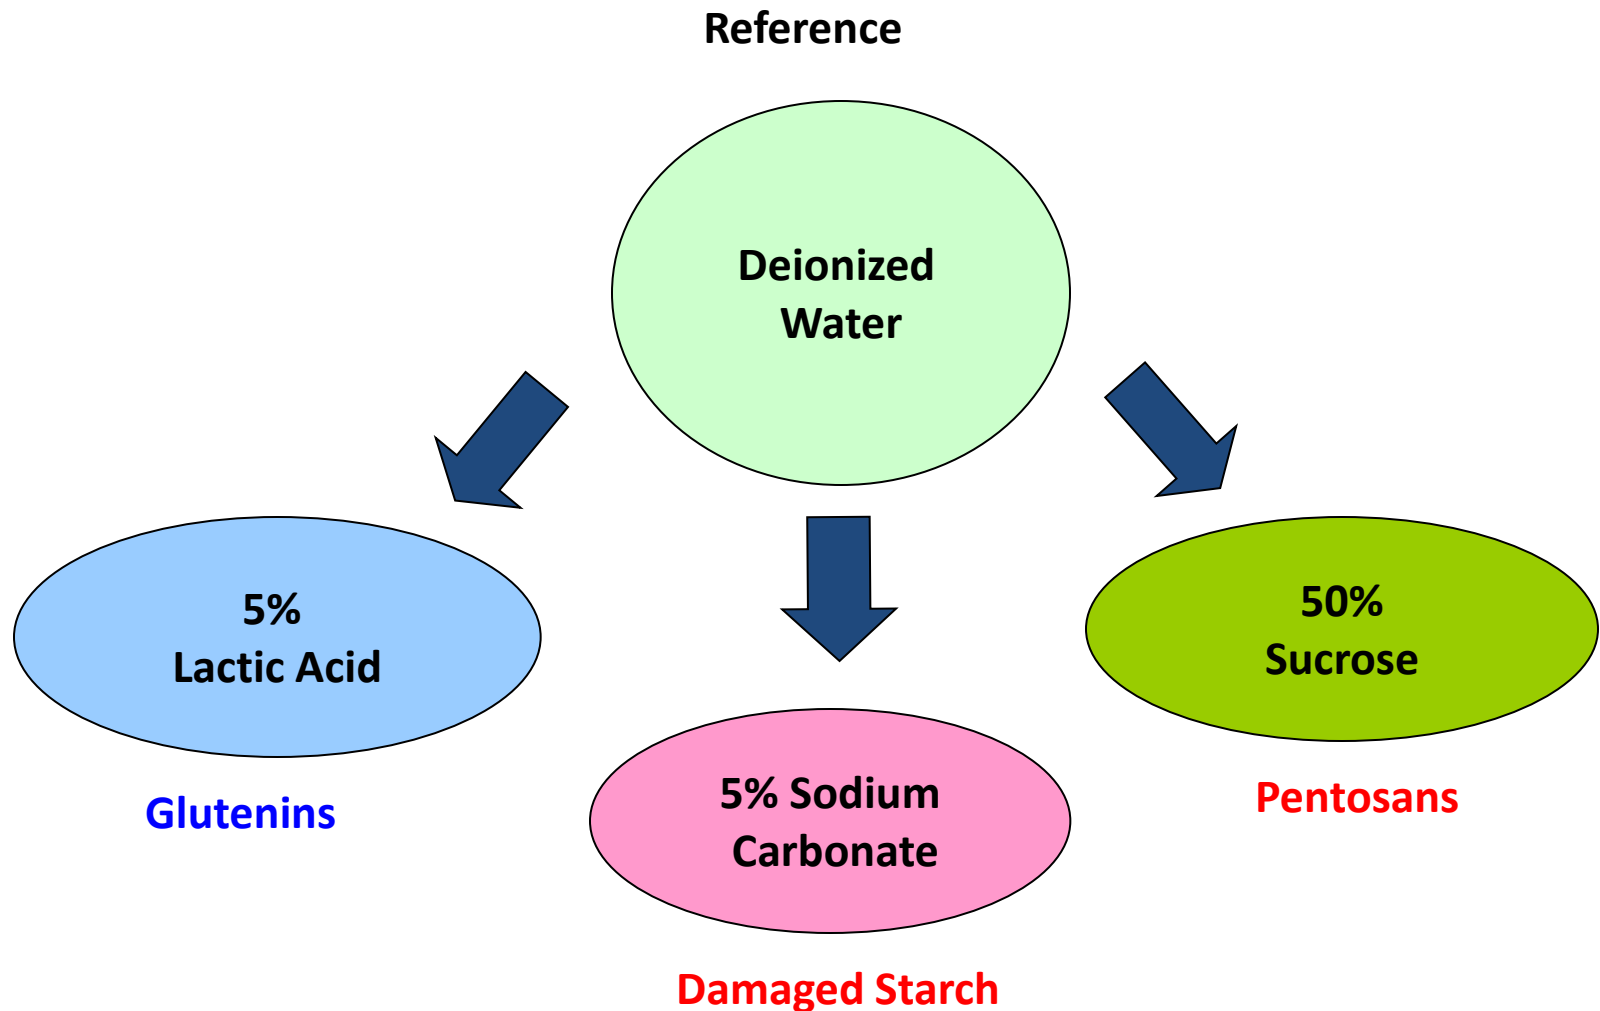 Reference
Deionized
Water
5%
Lactic Acid
50%
Sucrose
5% Sodium
Carbonate
Glutenins
Pentosans
Damaged Starch